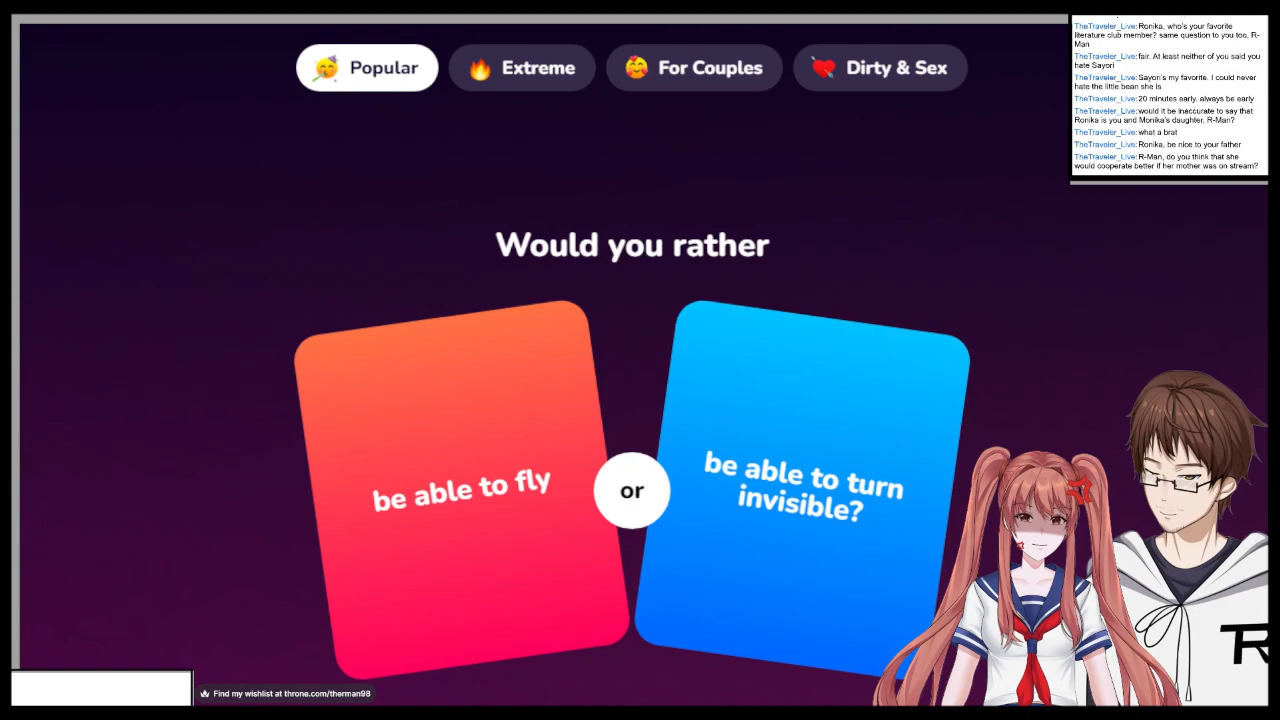 Popular
Extreme
For Couples
Dirty & Sex
TheTraveler_Live: Ronika, who's your favorite
literature club member? same question to you too, R-
Man
TheTraveler_Live: fair. At least neither of you said you
hate Sayori
TheTraveler_Live: Sayori's my favorite. I could never
hate the little bean she is
TheTraveler_Live: 20 minutes early, always be early
TheTraveler_Live: would it be inaccurate to say that
Ronika is you and Monika's daughter, R-Man?
TheTraveler_Live: what a brat
TheTraveler_Live: Ronika, be nice to your father
TheTraveler_Live: R-Man, do you think that she
would cooperate better if her mother was on stream?
Would you rather
be able to fly
or
be able to turn
invisible?
R
Find my wishlist at throne.com/therman98